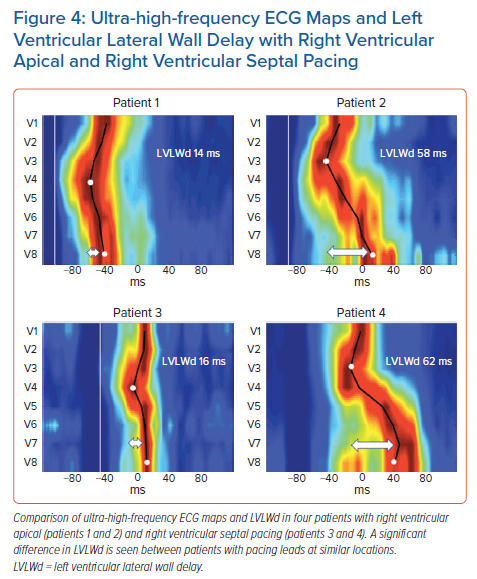 Figure 4: Ultra-high-frequency ECG Maps and Left
Ventricular Lateral Wall Delay with Right Ventricular
Apical and Right Ventricular Septal Pacing
Patient 1
V1
V2
V3
V4
V5
V6
V7
V8
LVLWd 14 ms
−80 −40 0 40 80
ms
Patient 2
V1
V2
V3
V4
V5
V6
V7
V8
LVLWd 58 ms
−80 −40 0 40 80
ms
Patient 3
V1
V2
V3
V4
V5
V6
V7
V8
LVLWd 16 ms
−80 −40 0 40 80
ms
Patient 4
V1
V2
V3
V4
V5
V6
V7
V8
LVLWd 62 ms
−80 −40 0 40 80
ms
Comparison of ultra-high-frequency ECG maps and LVLWd in four patients with right ventricular
apical (patients 1 and 2) and right ventricular septal pacing (patients 3 and 4). A significant
difference in LVLWd is seen between patients with pacing leads at similar locations.
LVLWd = left ventricular lateral wall delay.